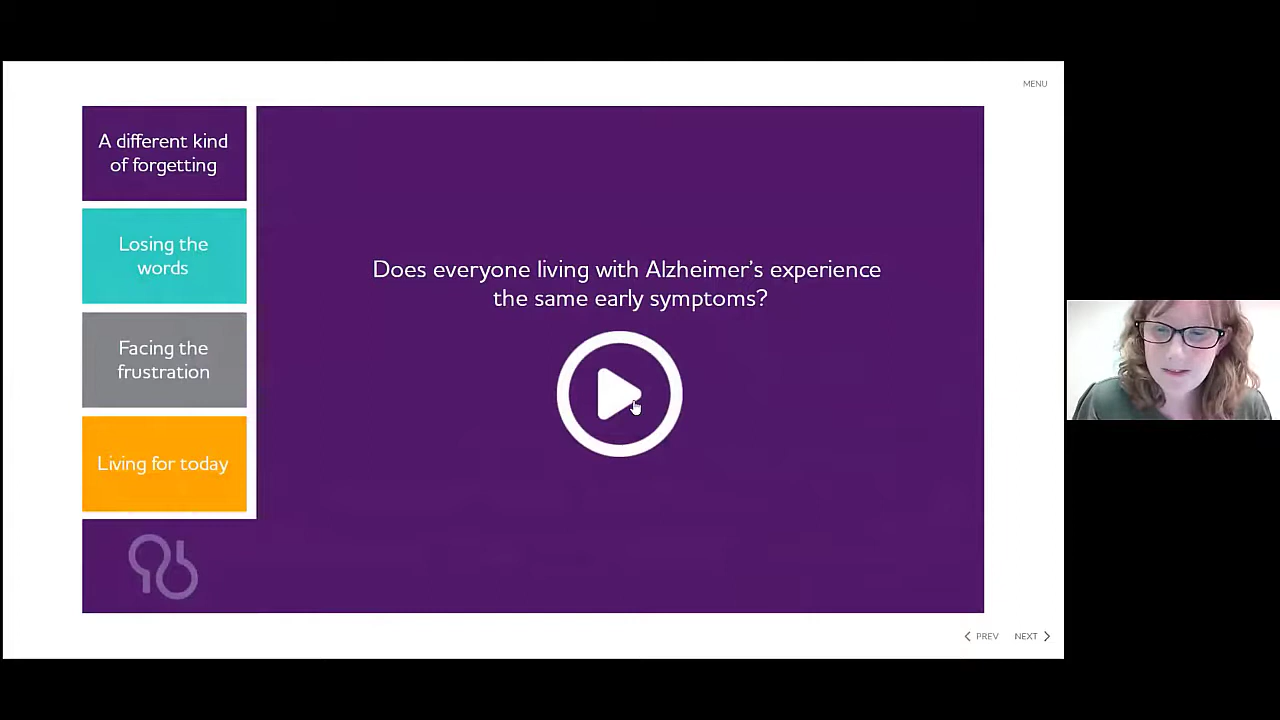 MENU
A different kind
of forgetting
Losing the
words
Facing the
frustration
Living for today
Does everyone living with Alzheimer's experience
the same early symptoms?
PREV
NEXT